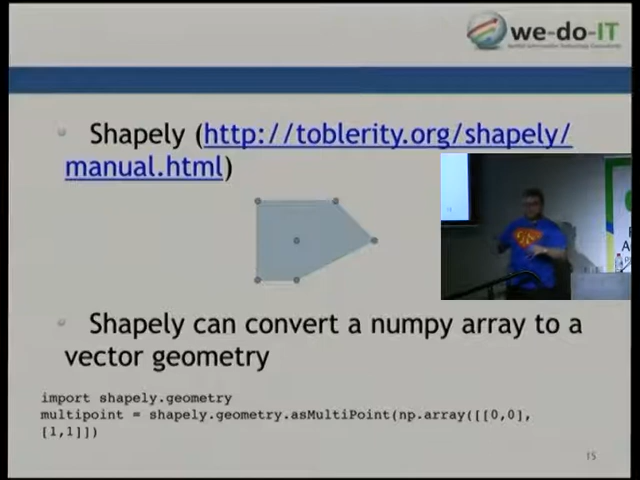 we-do-IT
Shapely (http://toblerity.org/shapely/
manual.html)
Shapely can convert a numpy array to a
vector geometry
import shapely.geometry
multipoint = shapely.geometry.asMultiPoint(np.array([[0,0],
[1,1]])
15